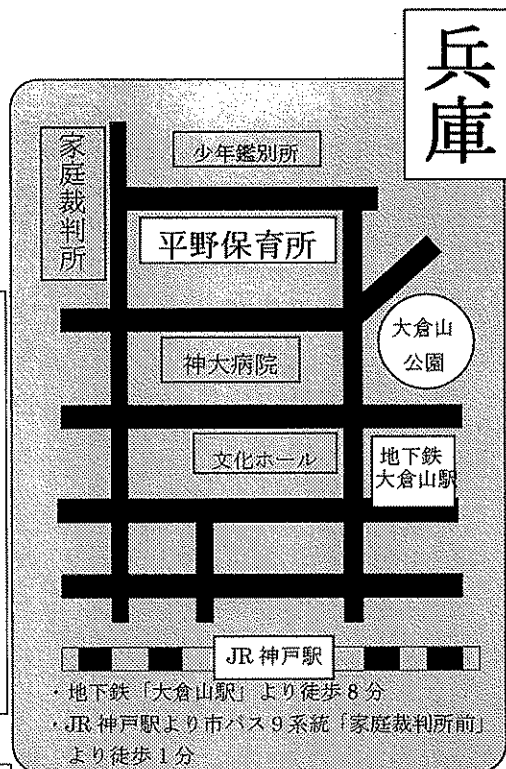 兵庫
家庭裁判所
少年鑑別所
平野保育所
大倉山
公園
神大病院
文化ホール
地下鉄
大倉山駅
JR神戸駅
・地下鉄「大倉山駅」より徒歩8分
・JR神戸駅より市バス9系統「家庭裁判所前」
より徒歩1分